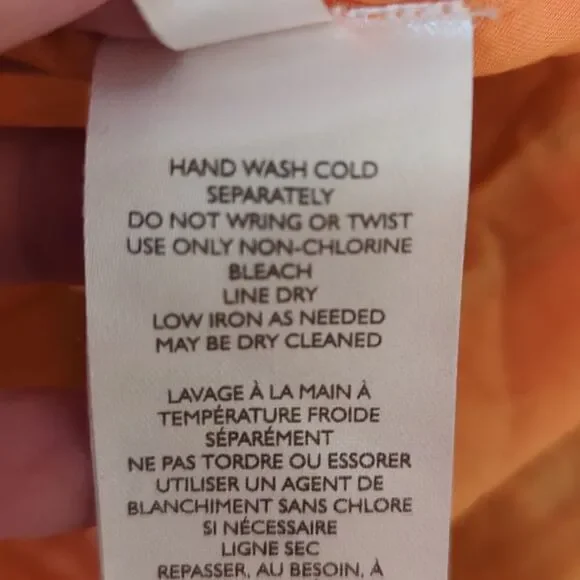 HAND WASH COLD
SEPARATELY
DO NOT WRING OR TWIST
USE ONLY NON-CHLORINE
BLEACH
LINE DRY
LOW IRON AS NEEDED
MAY BE DRY CLEANED
LAVAGE À LA MAIN À
TEMPÉRATURE FROIDE
SÉPARÉMENT
NE PAS TORDRE OU ESSORER
UTILISER UN AGENT DE
BLANCHIMENT SANS CHLORE
SI NÉCESSAIRE
LIGNE SEC
REPASSER, AU BESOIN, À